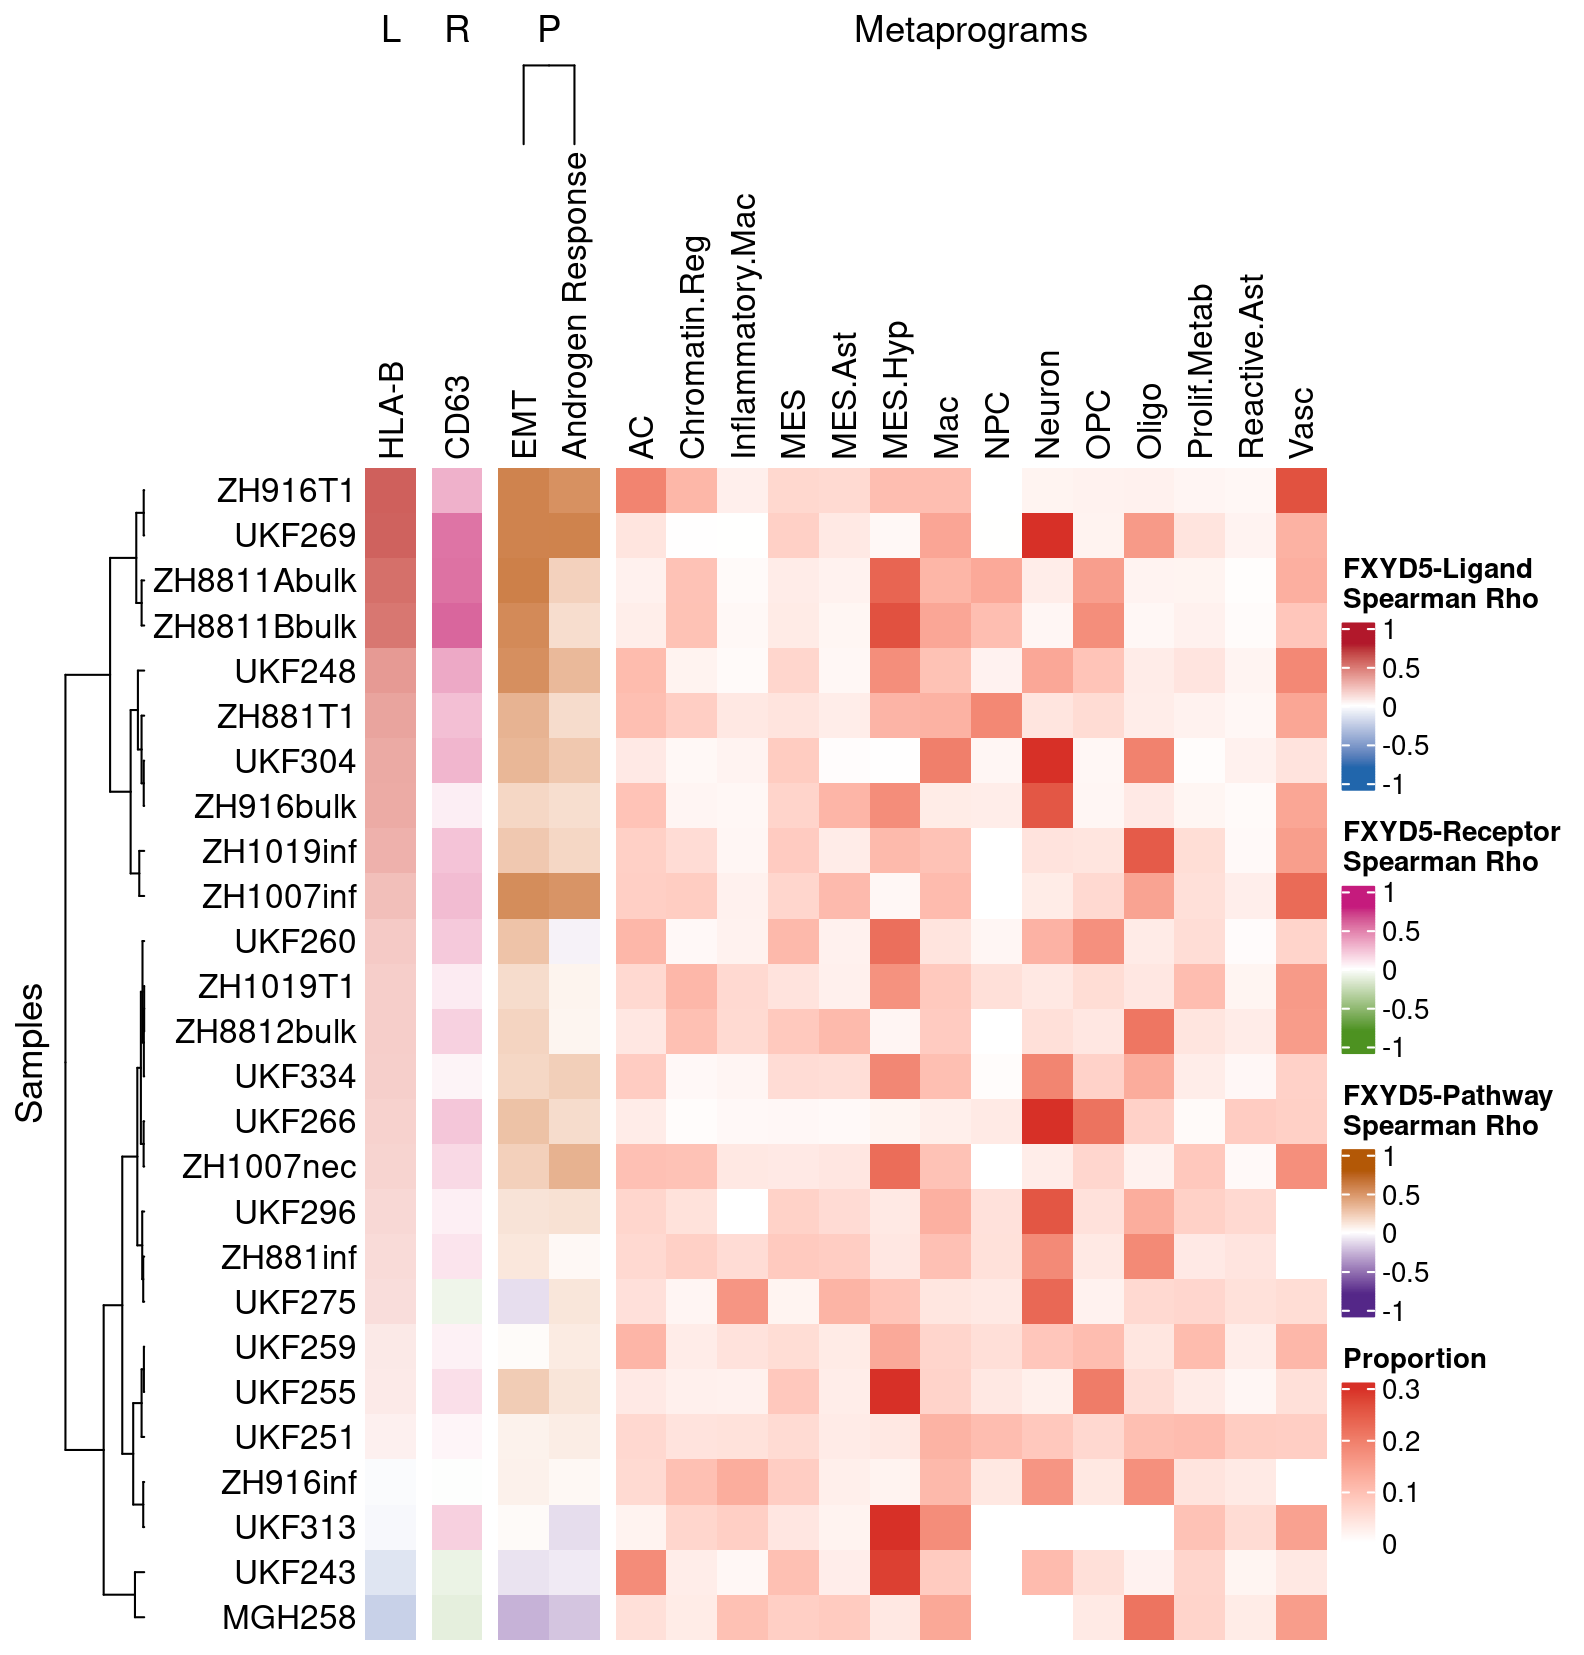 L R P Metaprograms
HLA-B
CD63
EMT
Androgen Response
AC
Chromatin.Reg
Inflammatory.Mac
MES
MES.Ast
MES.Hyp
Mac
NPC
Neuron
OPC
Oligo
Prolif.Metab
Reactive.Ast
Vasc
Samples
ZH916T1
UKF269
ZH8811Abulk
ZH8811Bbulk
UKF248
ZH881T1
UKF304
ZH916bulk
ZH1019inf
ZH1007inf
UKF260
ZH1019T1
ZH8812bulk
UKF334
UKF266
ZH1007nec
UKF296
ZH881inf
UKF275
UKF259
UKF255
UKF251
ZH916inf
UKF313
UKF243
MGH258
FXYD5-Ligand
Spearman Rho
1
0.5
0
-0.5
-1
FXYD5-Receptor
Spearman Rho
1
0.5
0
-0.5
-1
FXYD5-Pathway
Spearman Rho
1
0.5
0
-0.5
-1
Proportion
0.3
0.2
0.1
0